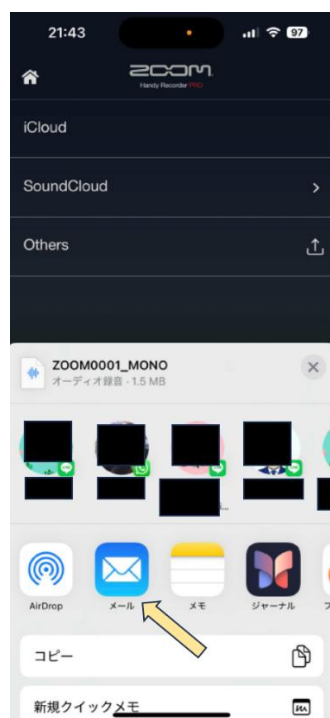 21:43
97
ZOOM
Handy Recorder PRO
iCloud
SoundCloud
Others
ZOOM0001_MONO
オーディオ録音・1.5 MB
AirDrop
メール
メモ
ジャーナル
コピー
新規クイックメモ